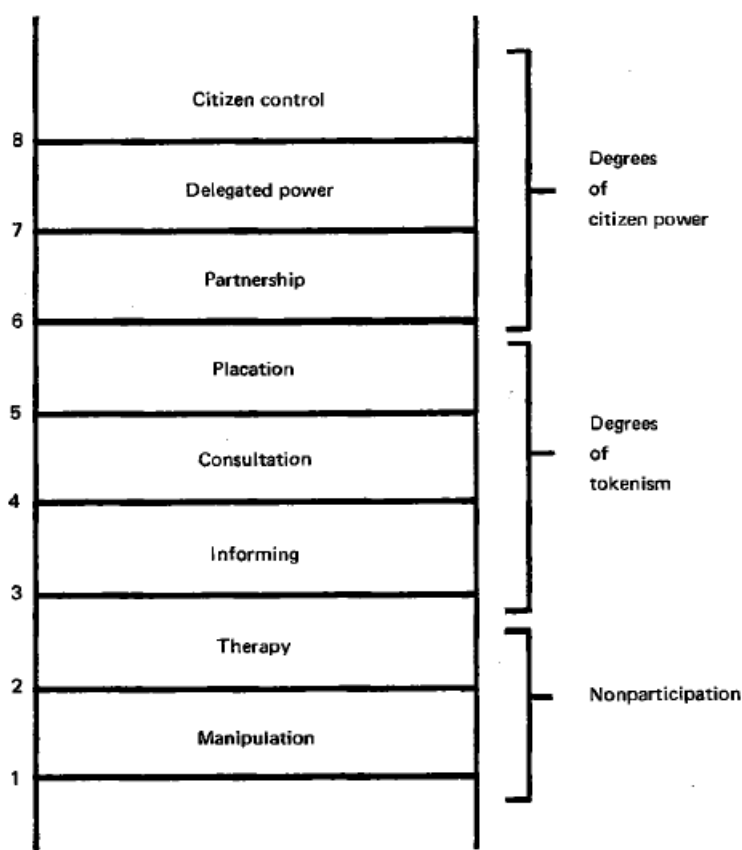 Citizen control
8
Delegated power
7
Partnership
6
Placation
5
Consultation
4
Informing
3
Therapy
2
Manipulation
1
Degrees
of
citizen power
Degrees
of
tokenism
Nonparticipation